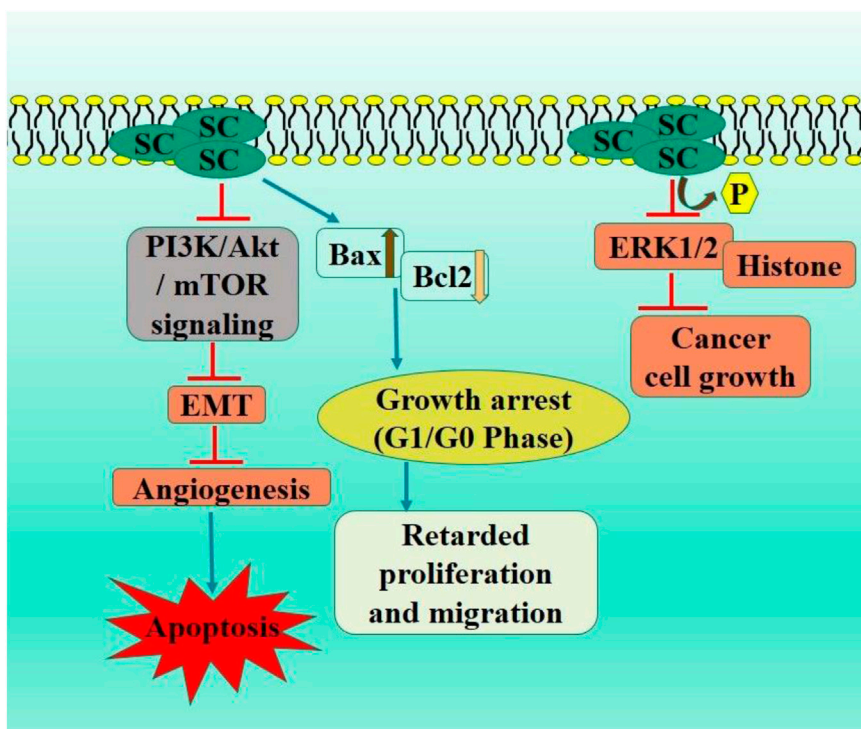 SC
SC
SC
PI3K/Akt
/ mTOR
signaling
EMT
Angiogenesis
Apoptosis
Bax
Bcl2
Growth arrest
(G1/G0 Phase)
Retarded
proliferation
and migration
SC
SC
SC
P
ERK1/2
Histone
Cancer
cell growth